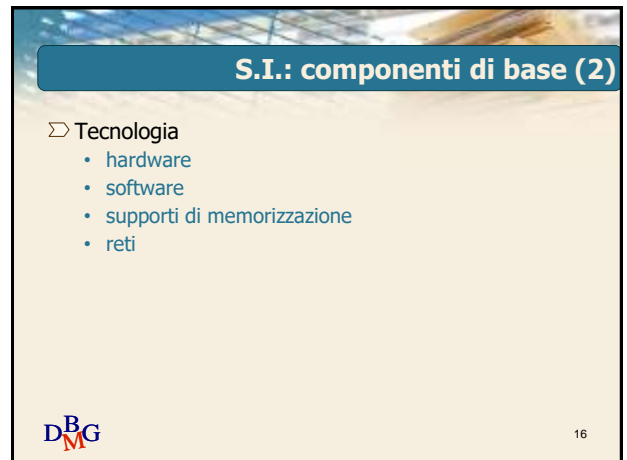 S.I.: componenti di base (2)
Tecnologia
• hardware
• software
• supporti di memorizzazione
• reti
DBMG
16